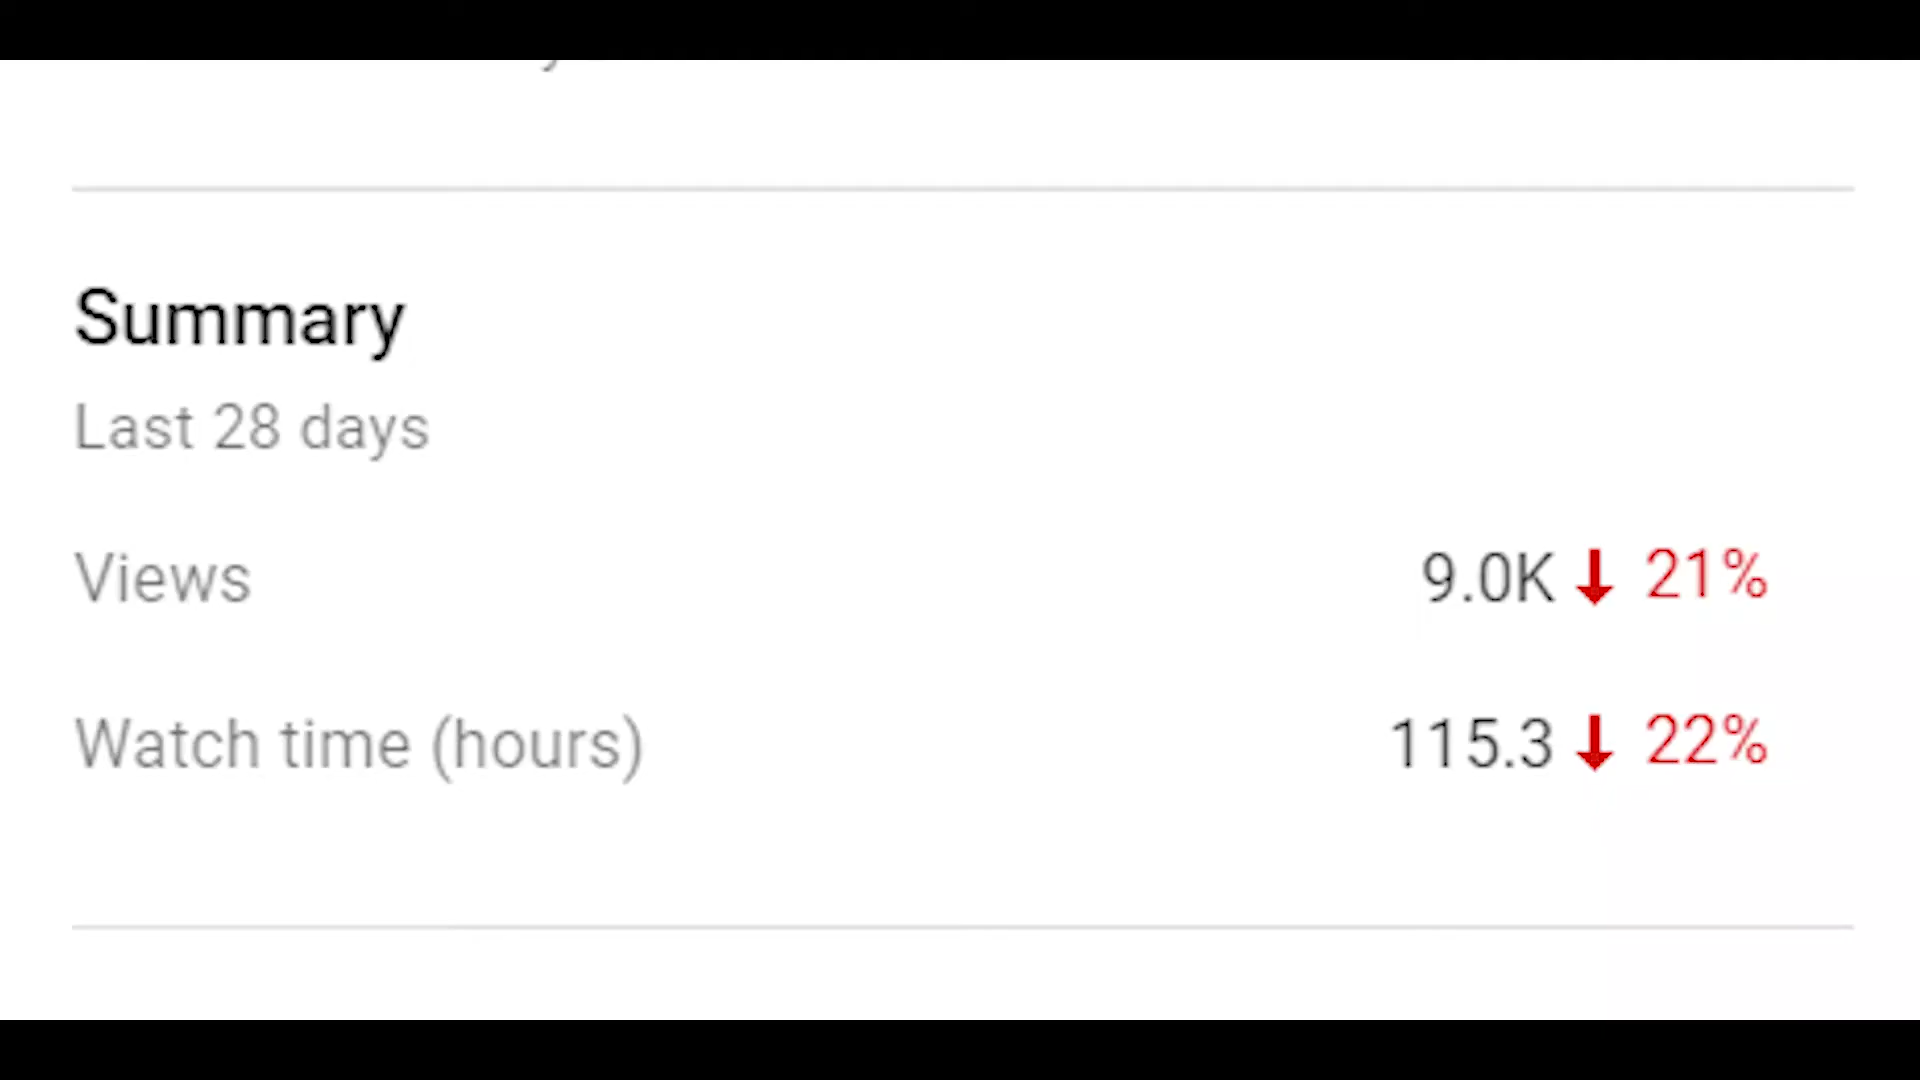 Summary
Last 28 days
Views 9.0K 21%
Watch time (hours) 115.3 22%